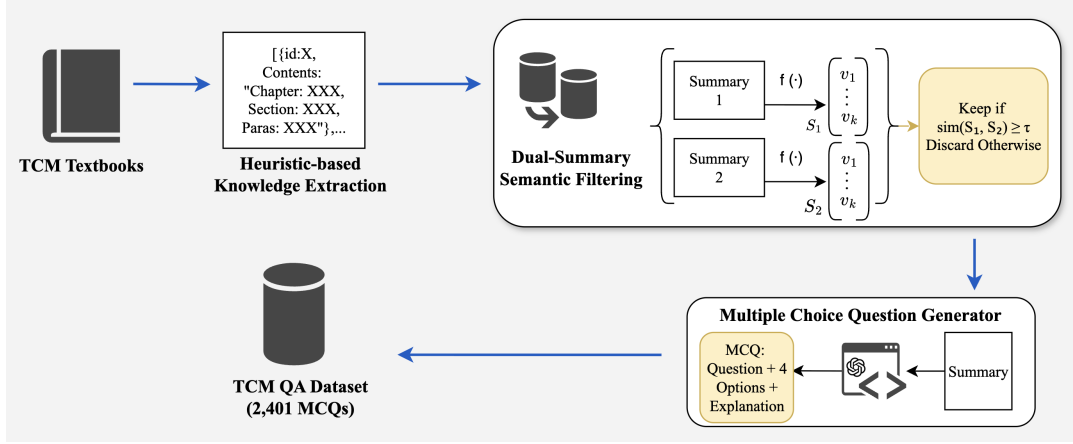 TCM Textbooks
[{id:X,
Contents:
"Chapter: XXX,
Section: XXX,
Paras: XXX"},...
Heuristic-based
Knowledge Extraction
Dual-Summary
Semantic Filtering
Summary
1
f (·)
S₁
v₁
⋮
vₖ
Summary
2
f (·)
S₂
v₁
⋮
vₖ
Keep if
sim(S₁, S₂) ≥ τ
Discard Otherwise
Multiple Choice Question Generator
Summary
MCQ:
Question + 4
Options +
Explanation
TCM QA Dataset
(2,401 MCQs)